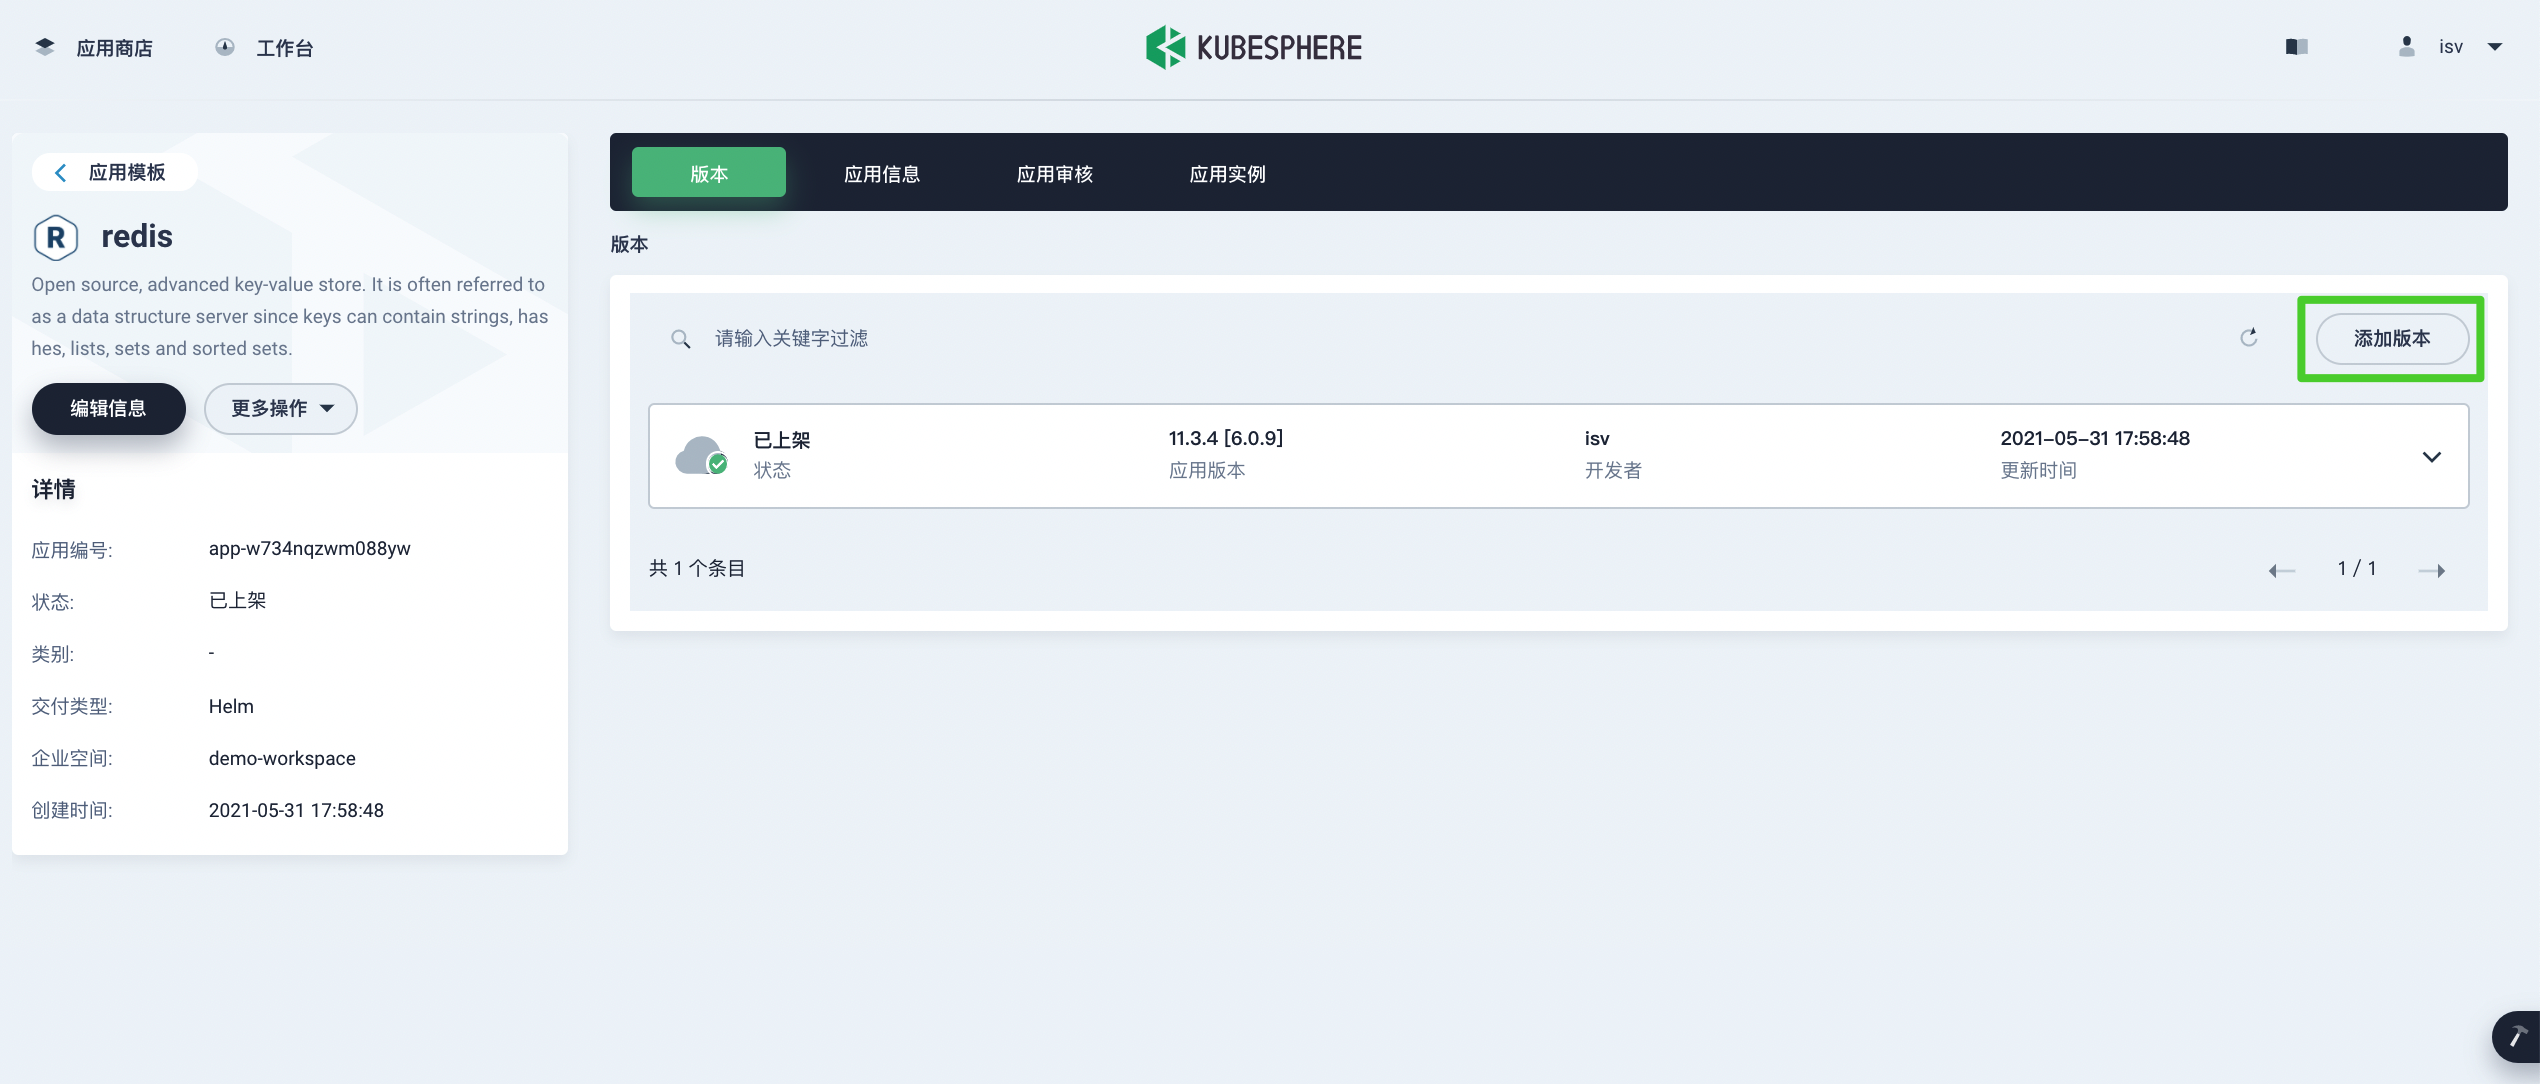 应用商店
工作台
KUBESPHERE
isv
应用模板
R
redis
Open source, advanced key-value store. It is often referred to
as a data structure server since keys can contain strings, has
hes, lists, sets and sorted sets.
编辑信息
更多操作
详情
应用编号: app-w734nqzwm088yw
状态: 已上架
类别: -
交付类型: Helm
企业空间: demo-workspace
创建时间: 2021-05-31 17:58:48
版本
应用信息
应用审核
应用实例
版本
请输入关键字过滤
添加版本
已上架
状态
11.3.4 [6.0.9]
应用版本
isv
开发者
2021-05-31 17:58:48
更新时间
共 1 个条目
1 / 1